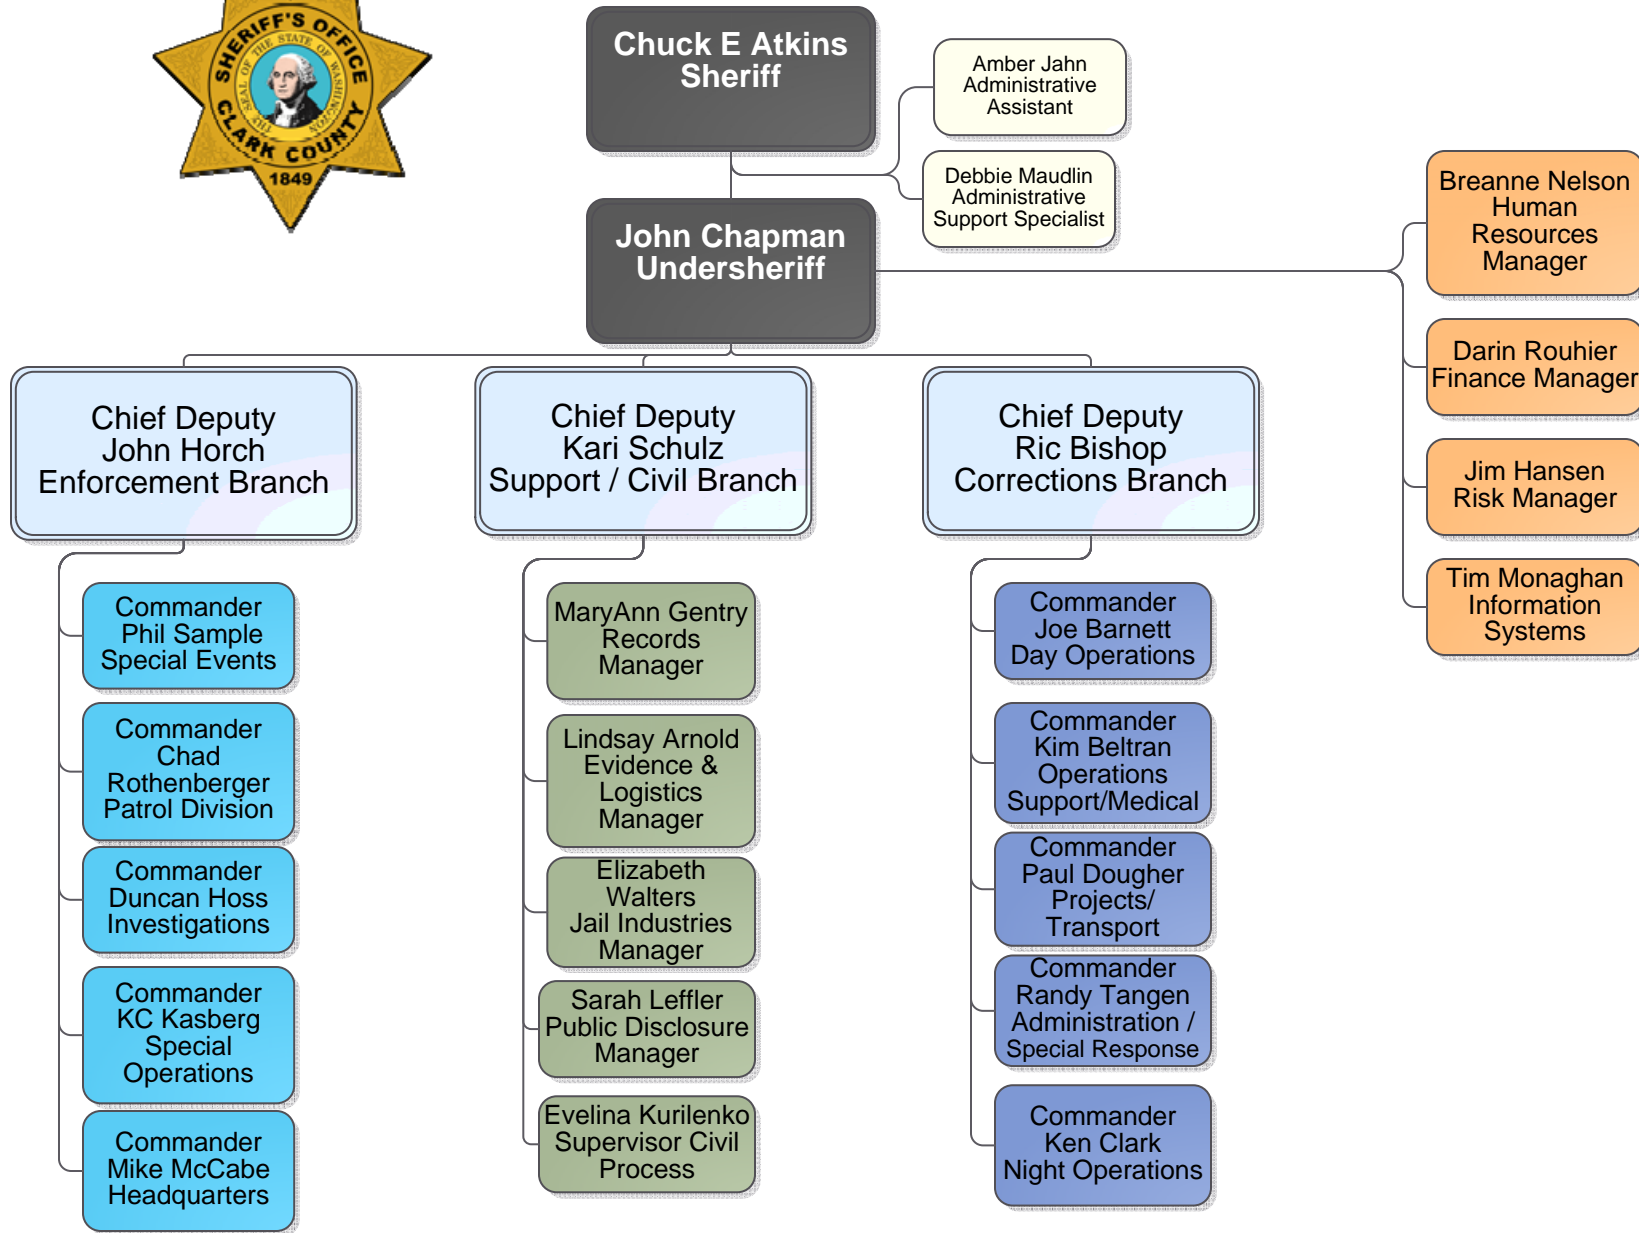 SHERIFF'S OFFICE
THE SEAL OF THE STATE OF WASHINGTON
CLARK COUNTY
1849
Chuck E Atkins
Sheriff
Amber Jahn
Administrative
Assistant
Debbie Maudlin
Administrative
Support Specialist
John Chapman
Undersheriff
Breanne Nelson
Human
Resources
Manager
Darin Rouhier
Finance Manager
Jim Hansen
Risk Manager
Tim Monaghan
Information
Systems
Chief Deputy
John Horch
Enforcement Branch
Commander
Phil Sample
Special Events
Commander
Chad
Rothenberger
Patrol Division
Commander
Duncan Hoss
Investigations
Commander
KC Kasberg
Special
Operations
Commander
Mike McCabe
Headquarters
Chief Deputy
Kari Schulz
Support / Civil Branch
MaryAnn Gentry
Records
Manager
Lindsay Arnold
Evidence &
Logistics
Manager
Elizabeth
Walters
Jail Industries
Manager
Sarah Leffler
Public Disclosure
Manager
Evelina Kurilenko
Supervisor Civil
Process
Chief Deputy
Ric Bishop
Corrections Branch
Commander
Joe Barnett
Day Operations
Commander
Kim Beltran
Operations
Support/Medical
Commander
Paul Dougher
Projects/
Transport
Commander
Randy Tangen
Administration /
Special Response
Commander
Ken Clark
Night Operations